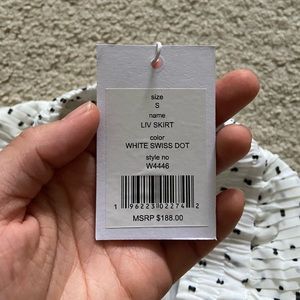 size
S
name
LIV SKIRT
color
WHITE SWISS DOT
style no
W4446
1 96223 02274 2
MSRP $188.00